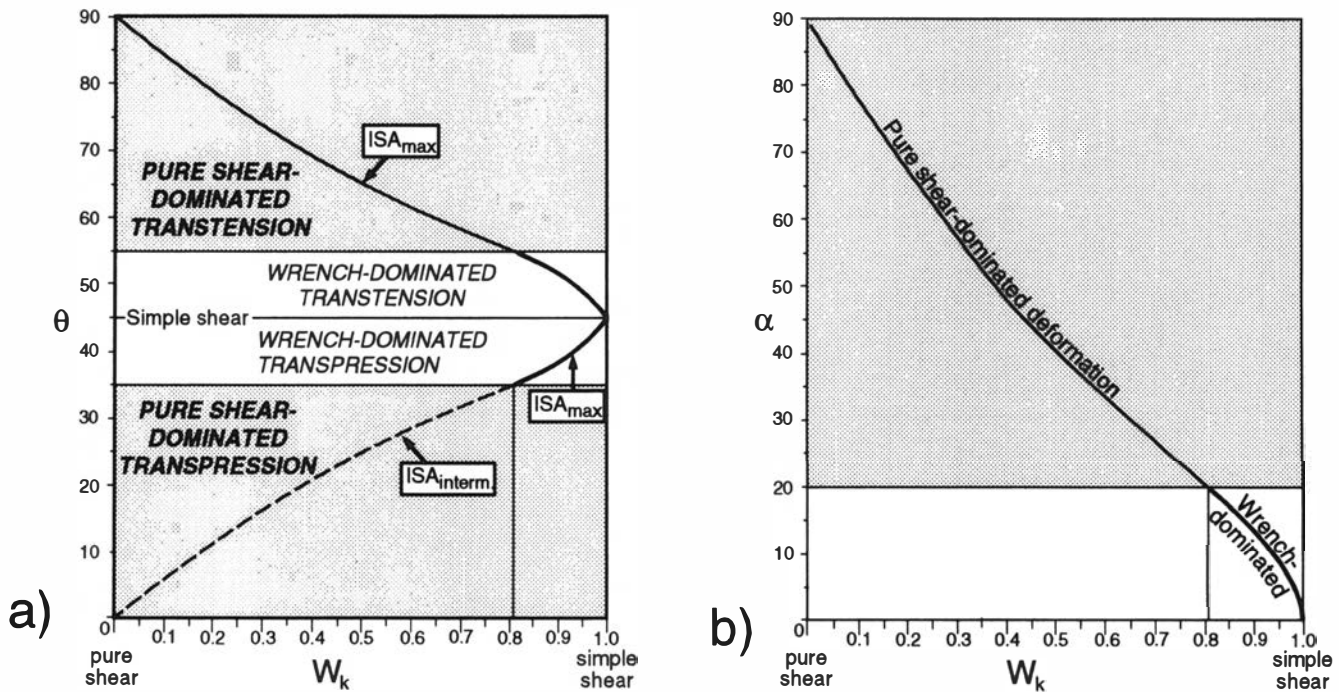 90
80
70
60
50
θ
40
30
20
10
0
0.1
0.2
0.3
0.4
0.5
0.6
0.7
0.8
0.9
1.0
pure
shear
Wk
simple
shear
ISAmax
PURE SHEAR-
DOMINATED
TRANSTENSION
WRENCH-DOMINATED
TRANSTENSION
Simple shear
WRENCH-DOMINATED
TRANSPRESSION
ISAmax
PURE SHEAR-
DOMINATED
TRANSPRESSION
ISAinterm.
a)
90
80
70
60
50
α
40
30
20
10
0
0.1
0.2
0.3
0.4
0.5
0.6
0.7
0.8
0.9
1.0
pure
shear
Wk
simple
shear
Pure shear-dominated deformation
Wrench-
dominated
b)